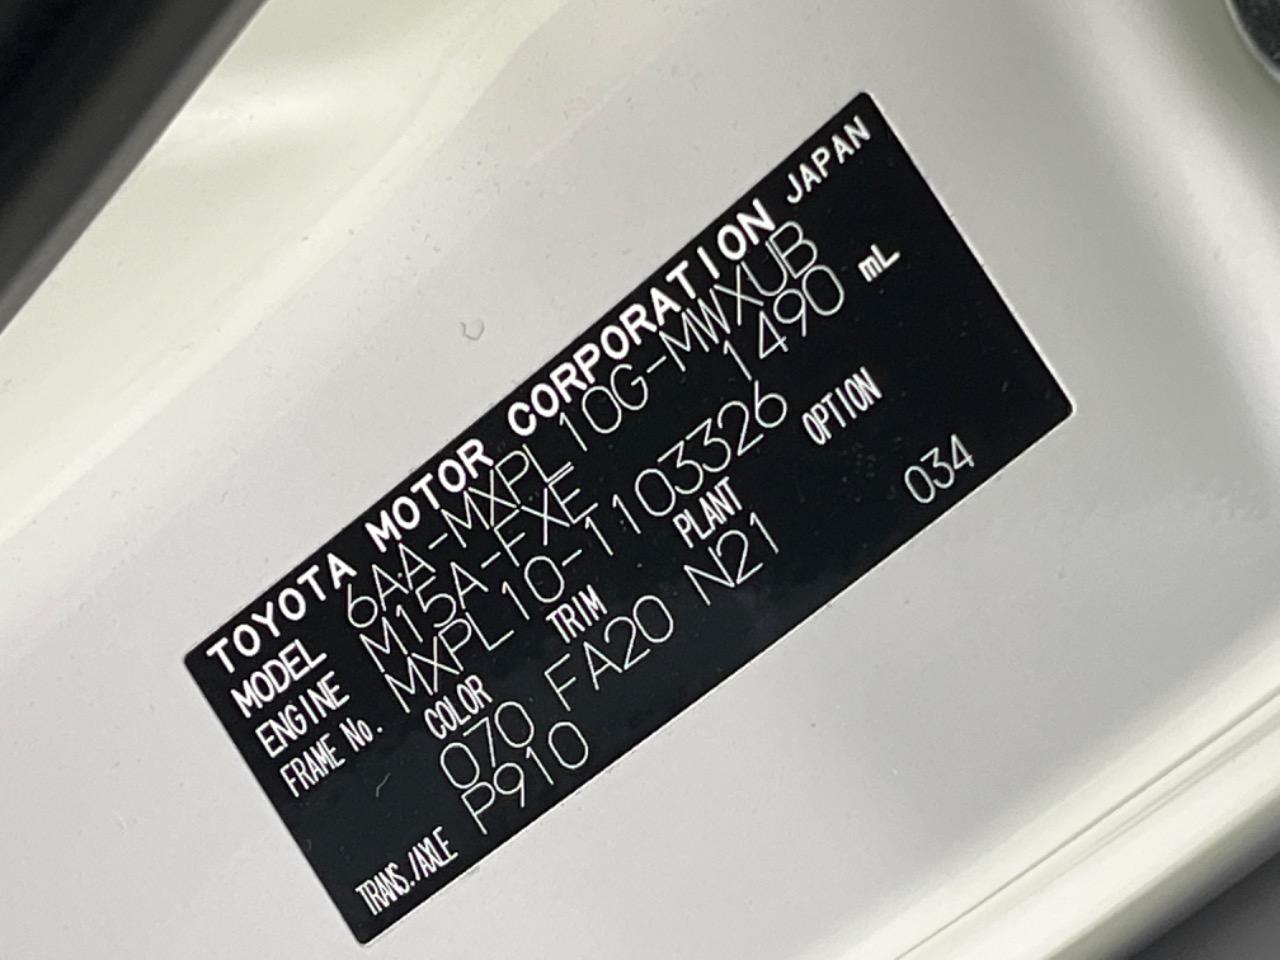 TOYOTA MOTOR CORPORATION JAPAN
MODEL 6AA-MXPL10G-MWXUB
ENGINE M15A-FXE 1490 mL
FRAME No. MXPL10-1103326
COLOR TRIM PLANT OPTION
070 FA20 N21 034
TRANS./AXLE P910